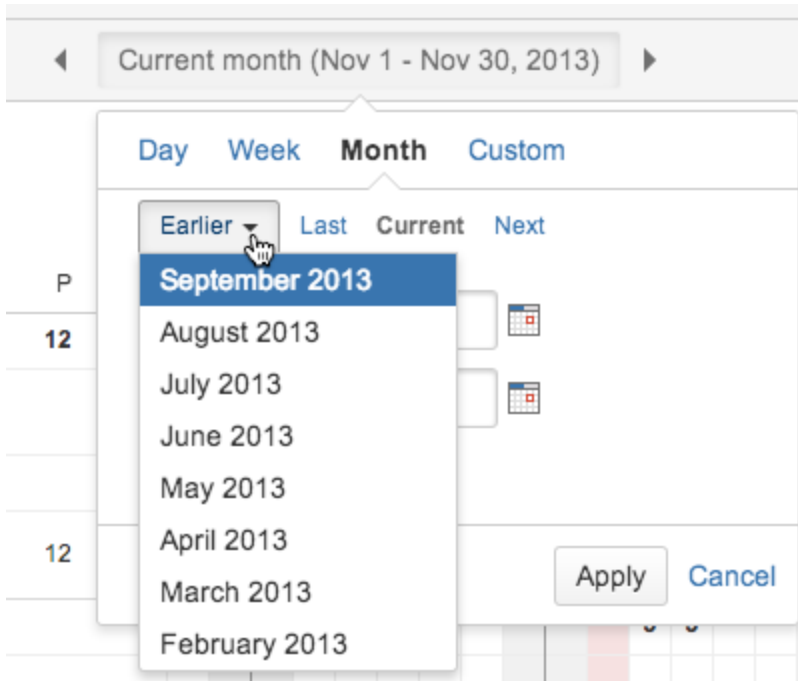 Current month (Nov 1 - Nov 30, 2013)
Day Week Month Custom
Earlier Last Current Next
P
September 2013
12
August 2013
July 2013
June 2013
May 2013
April 2013
12
March 2013
Apply Cancel
February 2013